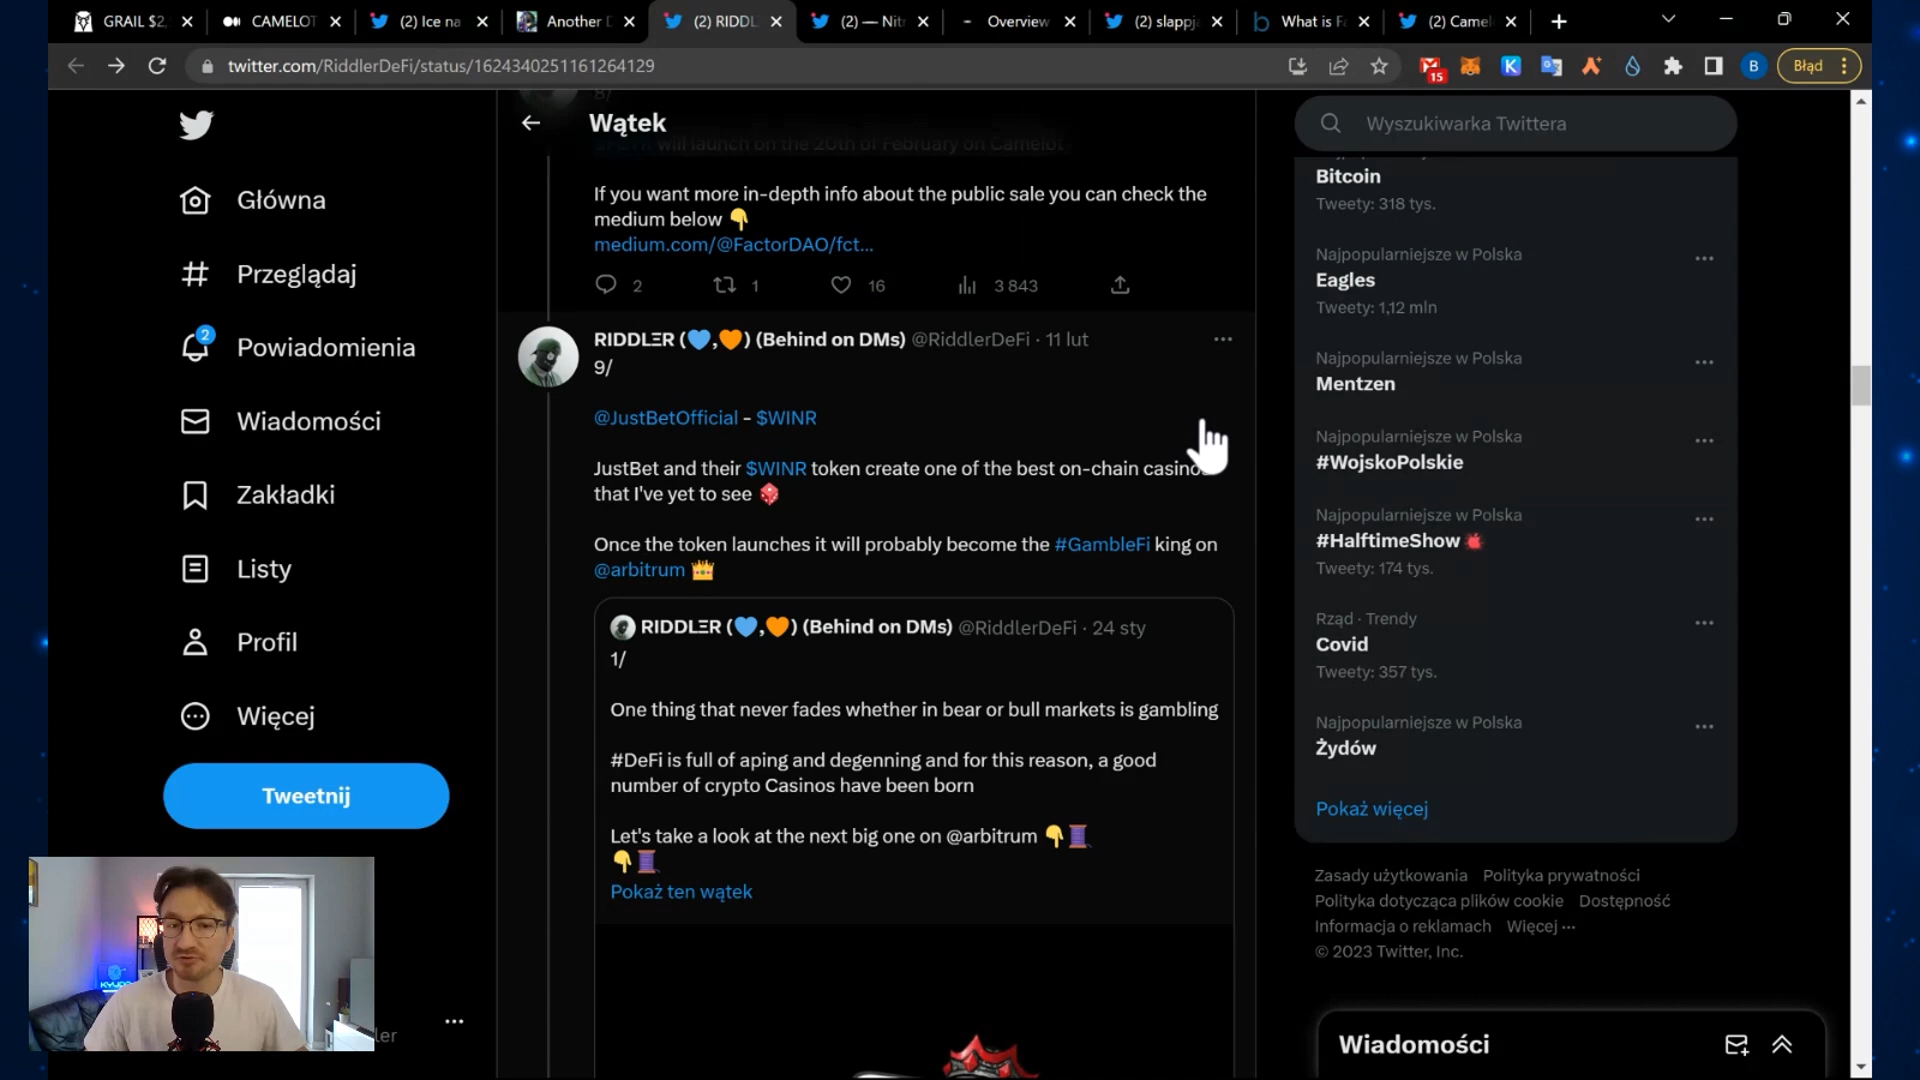 GRAIL $2,
CAMELOT
(2) Ice na
Another D
(2) RIDDL
(2) — Nit
Overview
(2) slappj
What is Fa
(2) Camel
twitter.com/RiddlerDeFi/status/1624340251161264129
15
K
B
Błąd
Główna
Przeglądaj
2
Powiadomienia
Wiadomości
Zakładki
Listy
Profil
Więcej
Tweetnij
Wątek
8/
will launch on the 20th of February on Camelot
If you want more in-depth info about the public sale you can check the
medium below 👇
medium.com/@FactorDAO/fct...
2 1 16 3 843
RIDDLΞR (💙,🧡) (Behind on DMs) @RiddlerDeFi · 11 lut
9/
@JustBetOfficial - $WINR
JustBet and their $WINR token create one of the best on-chain casinos
that I've yet to see 🎲
Once the token launches it will probably become the #GambleFi king on
@arbitrum 👑
RIDDLΞR (💙,🧡) (Behind on DMs) @RiddlerDeFi · 24 sty
1/
One thing that never fades whether in bear or bull markets is gambling
#DeFi is full of aping and degenning and for this reason, a good
number of crypto Casinos have been born
Let's take a look at the next big one on @arbitrum 👇🧵
👇🧵
Pokaż ten wątek
Wyszukiwarka Twittera
Bitcoin
Tweety: 318 tys.
Najpopularniejsze w Polska
Eagles
Tweety: 1,12 mln
Najpopularniejsze w Polska
Mentzen
Najpopularniejsze w Polska
#WojskoPolskie
Najpopularniejsze w Polska
#HalftimeShow
Tweety: 174 tys.
Rząd · Trendy
Covid
Tweety: 357 tys.
Najpopularniejsze w Polska
Żydów
Pokaż więcej
Zasady użytkowania Polityka prywatności
Polityka dotycząca plików cookie Dostępność
Informacja o reklamach Więcej ···
© 2023 Twitter, Inc.
Wiadomości
ler